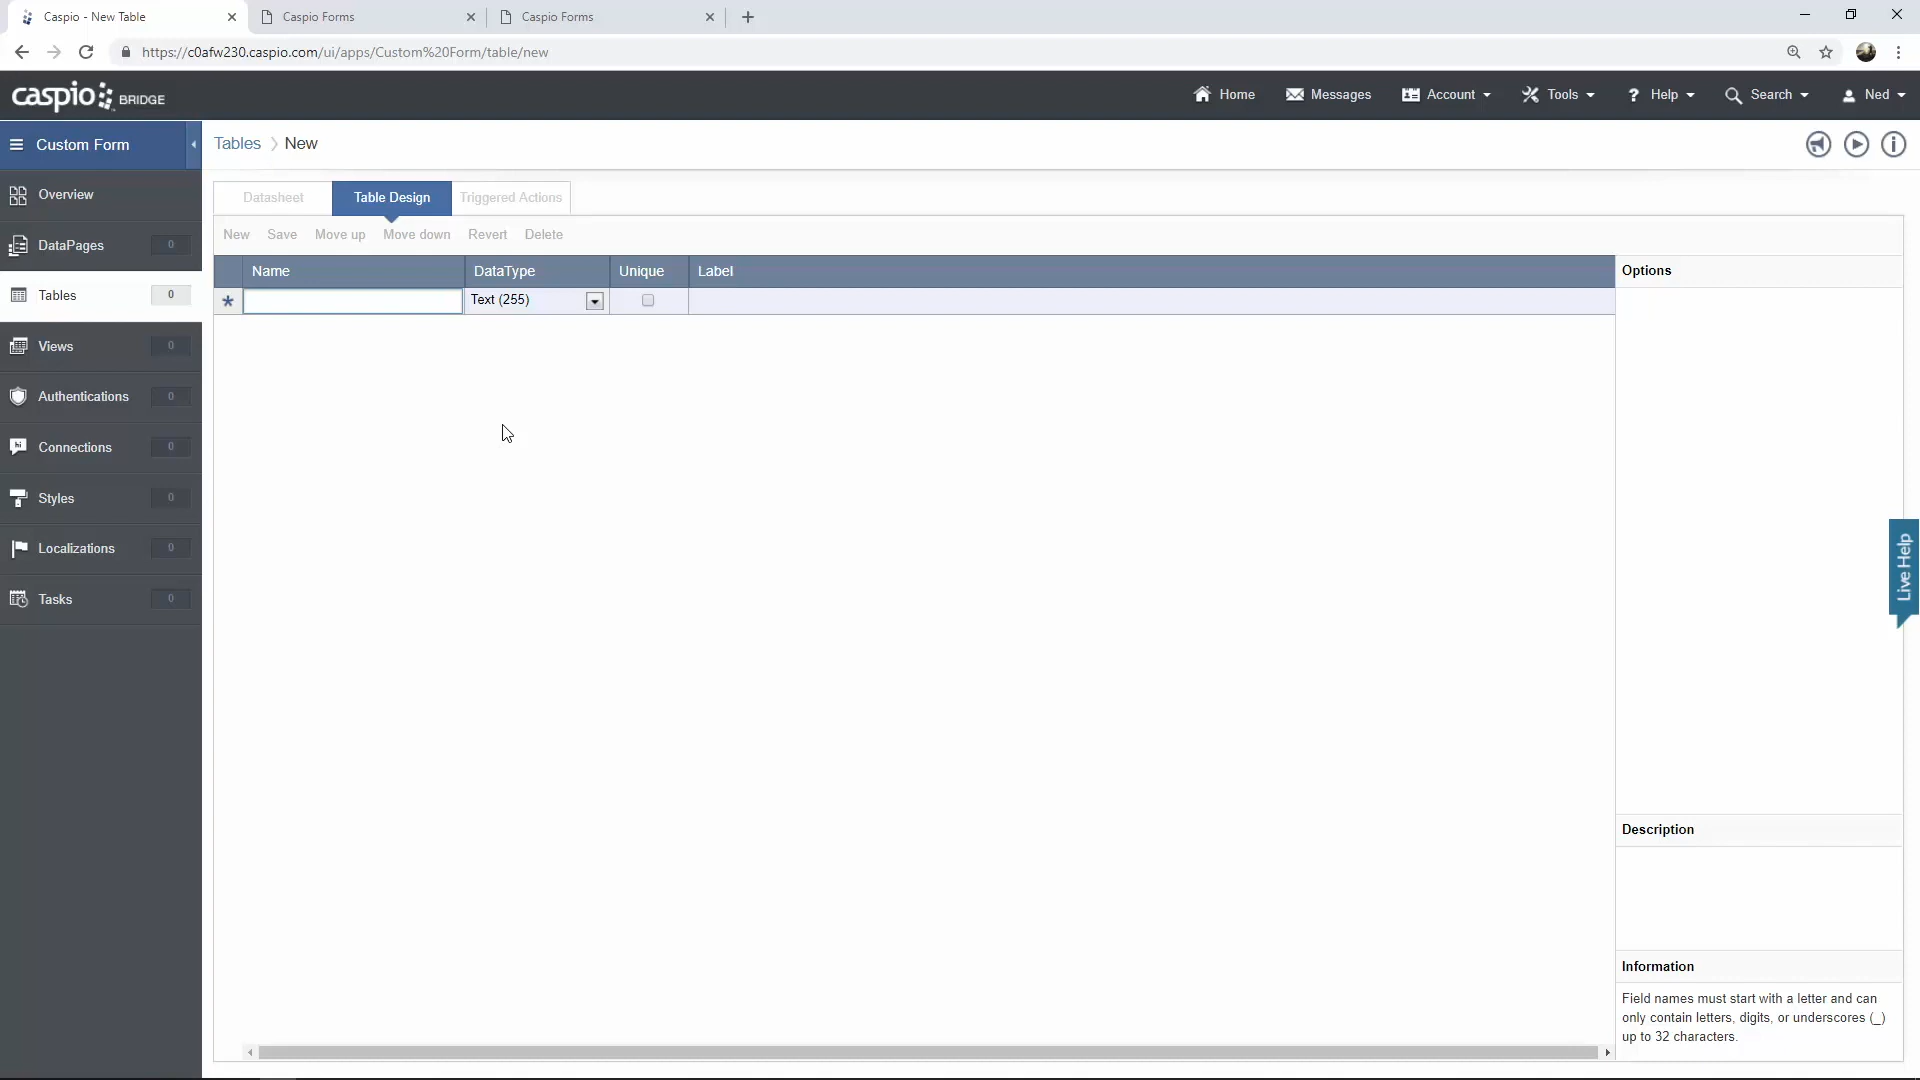 Caspio - New Table
Caspio Forms
Caspio Forms
https://c0afw230.caspio.com/ui/apps/Custom%20Form/table/new
caspio BRIDGE
Home
Messages
Account
Tools
? Help
Search
Ned
Custom Form
Tables
New
Overview
DataPages 0
Tables 0
Views 0
Authentications 0
Connections 0
Styles 0
Localizations 0
Tasks 0
Datasheet
Table Design
Triggered Actions
New
Save
Move up
Move down
Revert
Delete
Name
DataType
Unique
Label
Options
* Text (255)
Live Help
Description
Information
Field names must start with a letter and can
only contain letters, digits, or underscores (_)
up to 32 characters.